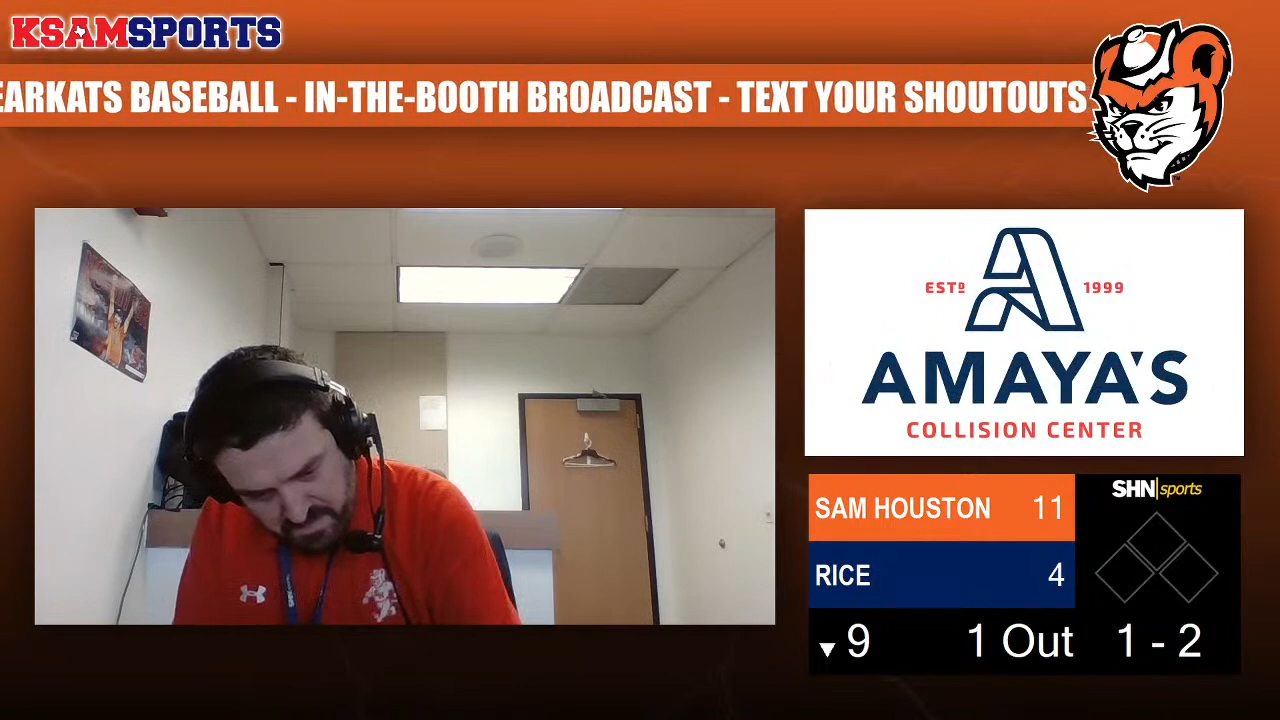 KSAMSPORTS
EARKATS BASEBALL - IN-THE-BOOTH BROADCAST - TEXT YOUR SHOUTOUTS
ESTD 1999
AMAYA'S
COLLISION CENTER
SAM HOUSTON 11
SHN|sports
RICE 4
▼ 9 1 Out 1 - 2